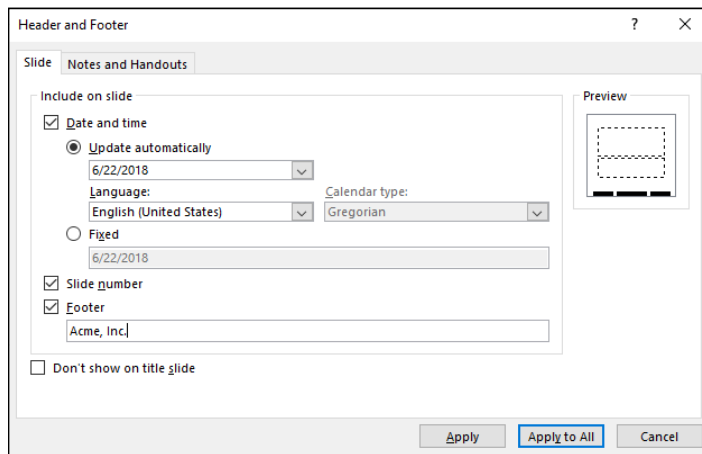 Header and Footer ? ×
Slide Notes and Handouts
Include on slide Preview
Date and time
Update automatically
6/22/2018
Language: Calendar type:
English (United States) Gregorian
Fixed
6/22/2018
Slide number
Footer
Acme, Inc.
Don't show on title slide
Apply Apply to All Cancel